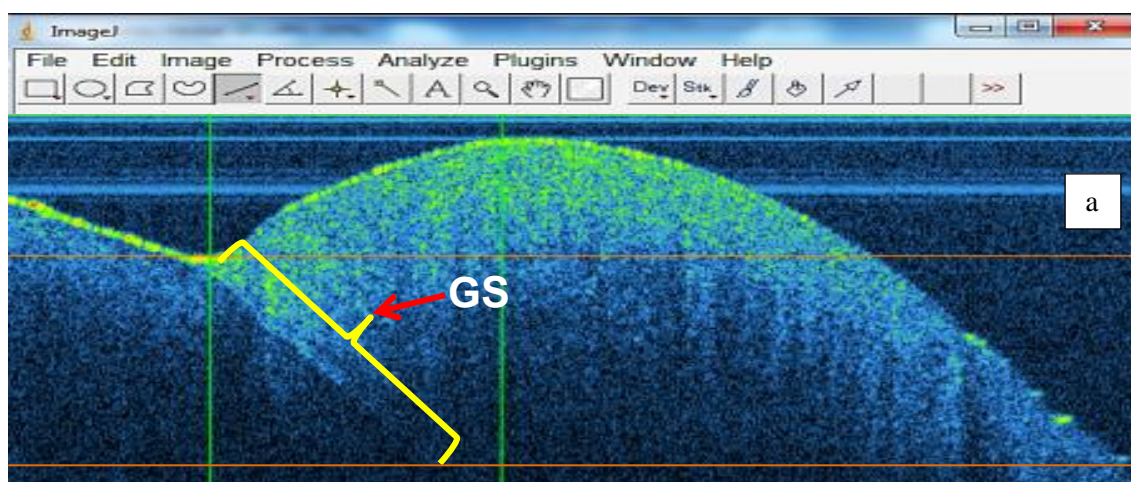 ImageJ
File Edit Image Process Analyze Plugins Window Help
A Dev Stk >>
a
GS